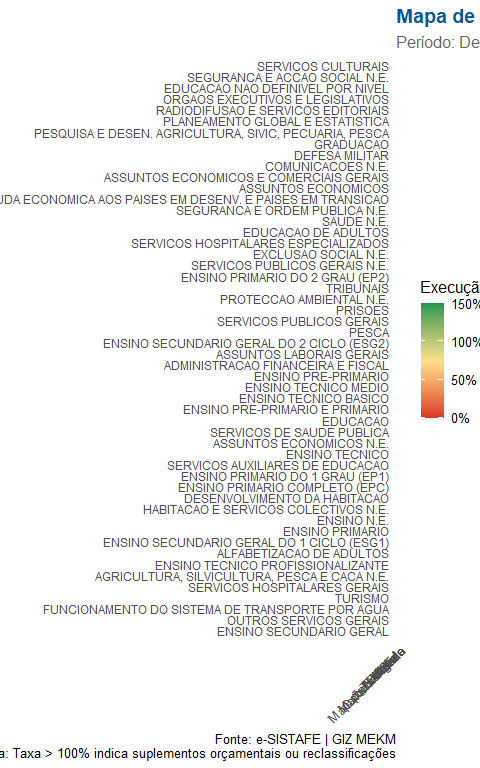 Mapa de
Período: De
SERVICOS CULTURAIS
SEGURANCA E ACCAO SOCIAL N.E.
EDUCACAO NAO DEFINIVEL POR NIVEL
ORGAOS EXECUTIVOS E LEGISLATIVOS
RADIODIFUSAO E SERVICOS EDITORIAIS
PLANEAMENTO GLOBAL E ESTATISTICA
PESQUISA E DESEN. AGRICULTURA, SIVIC, PECUARIA, PESCA
GRADUACAO
DEFESA MILITAR
COMUNICACOES N.E.
ASSUNTOS ECONOMICOS E COMERCIAIS GERAIS
ASSUNTOS ECONOMICOS
UDA ECONOMICA AOS PAISES EM DESENV. E PAISES EM TRANSICAO
SEGURANCA E ORDEM PUBLICA N.E.
SAUDE N.E.
EDUCACAO DE ADULTOS
SERVICOS HOSPITALARES ESPECIALIZADOS
EXCLUSAO SOCIAL N.E.
SERVICOS PUBLICOS GERAIS N.E.
ENSINO PRIMARIO DO 2 GRAU (EP2)
TRIBUNAIS
PROTECCAO AMBIENTAL N.E.
PRISOES
SERVICOS PUBLICOS GERAIS
PESCA
ENSINO SECUNDARIO GERAL DO 2 CICLO (ESG2)
ASSUNTOS LABORAIS GERAIS
ADMINISTRACAO FINANCEIRA E FISCAL
ENSINO PRE-PRIMARIO
ENSINO TECNICO MEDIO
ENSINO TECNICO BASICO
ENSINO PRE-PRIMARIO E PRIMARIO
EDUCACAO
SERVICOS DE SAUDE PUBLICA
ASSUNTOS ECONOMICOS N.E.
ENSINO TECNICO
SERVICOS AUXILIARES DE EDUCACAO
ENSINO PRIMARIO DO 1 GRAU (EP1)
ENSINO PRIMARIO COMPLETO (EPC)
DESENVOLVIMENTO DA HABITACAO
HABITACAO E SERVICOS COLECTIVOS N.E.
ENSINO N.E.
ENSINO PRIMARIO
ENSINO SECUNDARIO GERAL DO 1 CICLO (ESG1)
ALFABETIZACAO DE ADULTOS
ENSINO TECNICO PROFISSIONALIZANTE
AGRICULTURA, SILVICULTURA, PESCA E CACA N.E.
SERVICOS HOSPITALARES GERAIS
TURISMO
FUNCIONAMENTO DO SISTEMA DE TRANSPORTE POR AGUA
OUTROS SERVICOS GERAIS
ENSINO SECUNDARIO GERAL
Execuçã
150%
100%
50%
0%
Fonte: e-SISTAFE | GIZ MEKM
a: Taxa > 100% indica suplementos orçamentais ou reclassificações